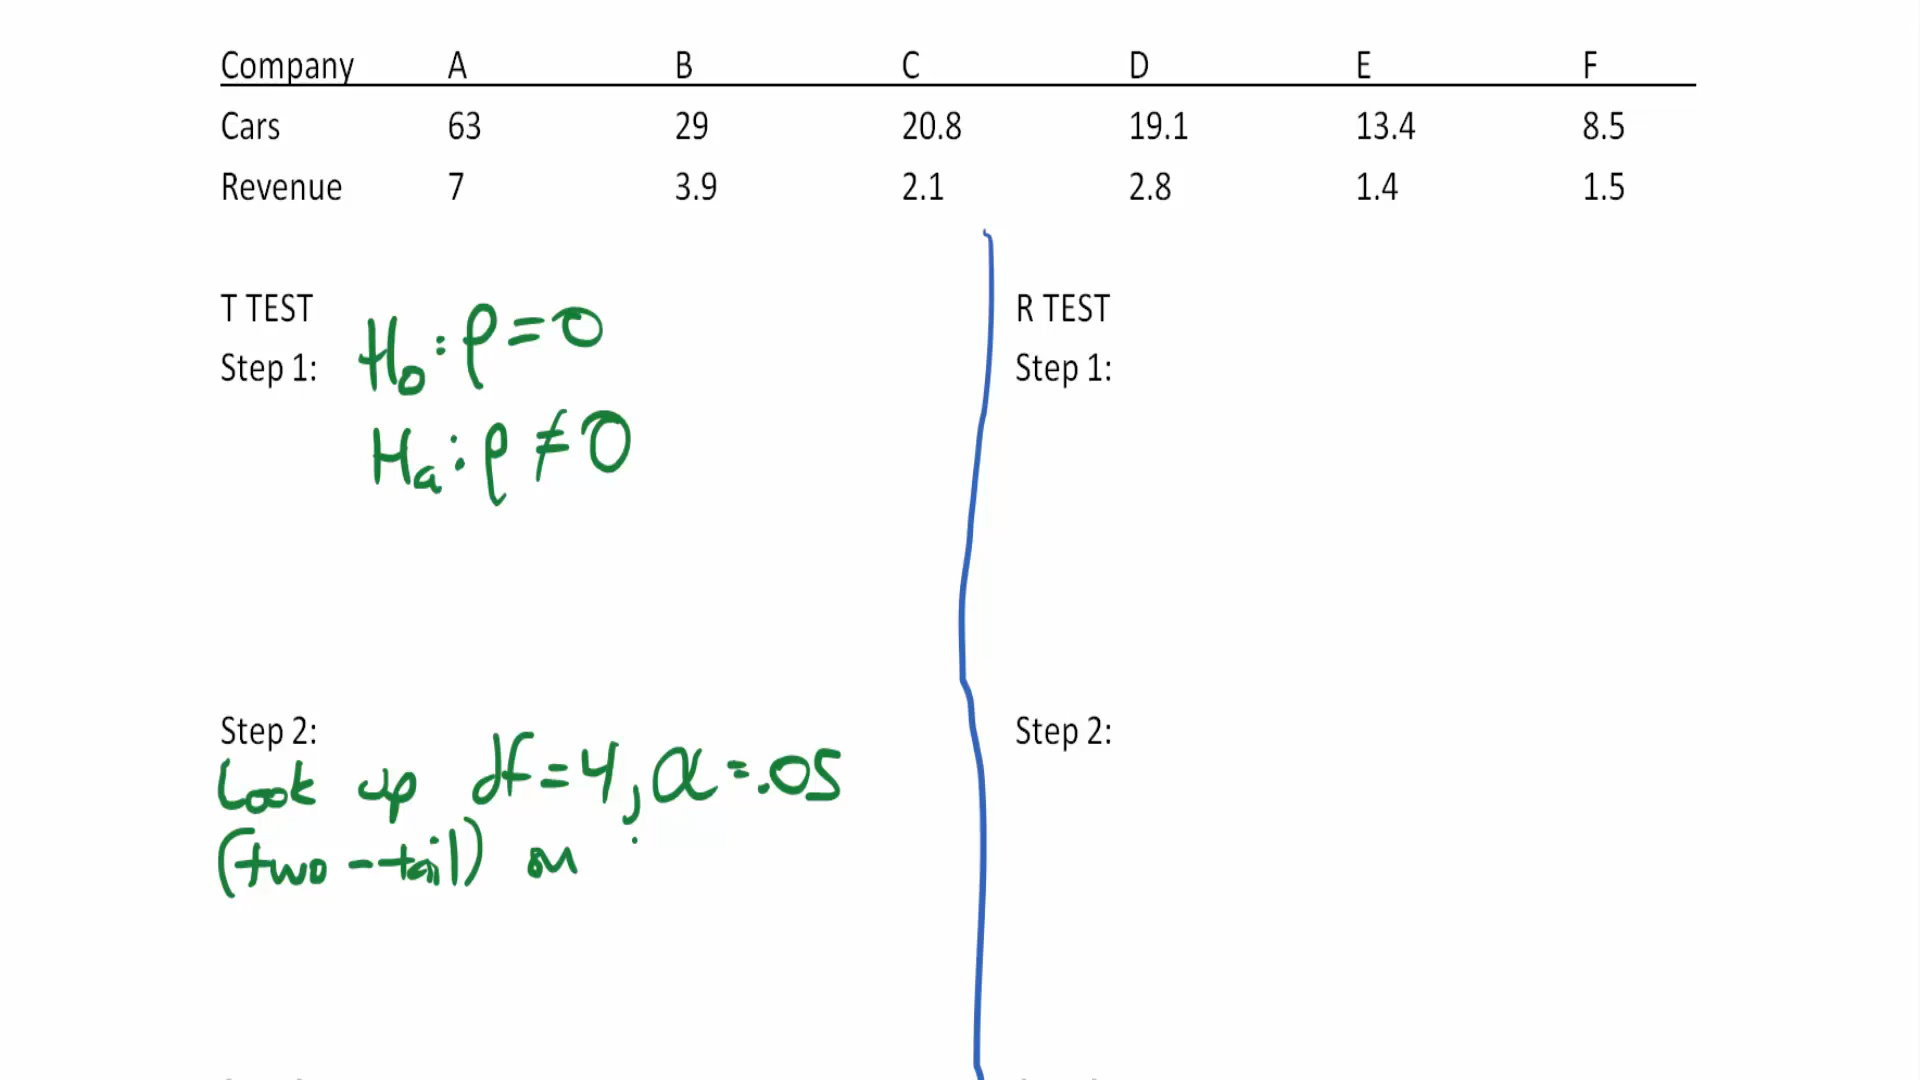 Company A B C D E F
Cars 63 29 20.8 19.1 13.4 8.5
Revenue 7 3.9 2.1 2.8 1.4 1.5
T TEST
Step 1: H₀: ρ = 0
Hₐ: ρ ≠ 0
Step 2:
Look up df = 4, α = .05
(two-tail) on
R TEST
Step 1:
Step 2: